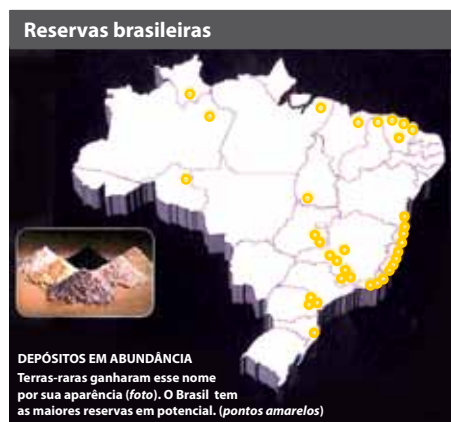 Reservas brasileiras
DEPÓSITOS EM ABUNDÂNCIA
Terras-raras ganharam esse nome
por sua aparência (foto). O Brasil tem
as maiores reservas em potencial. (pontos amarelos)